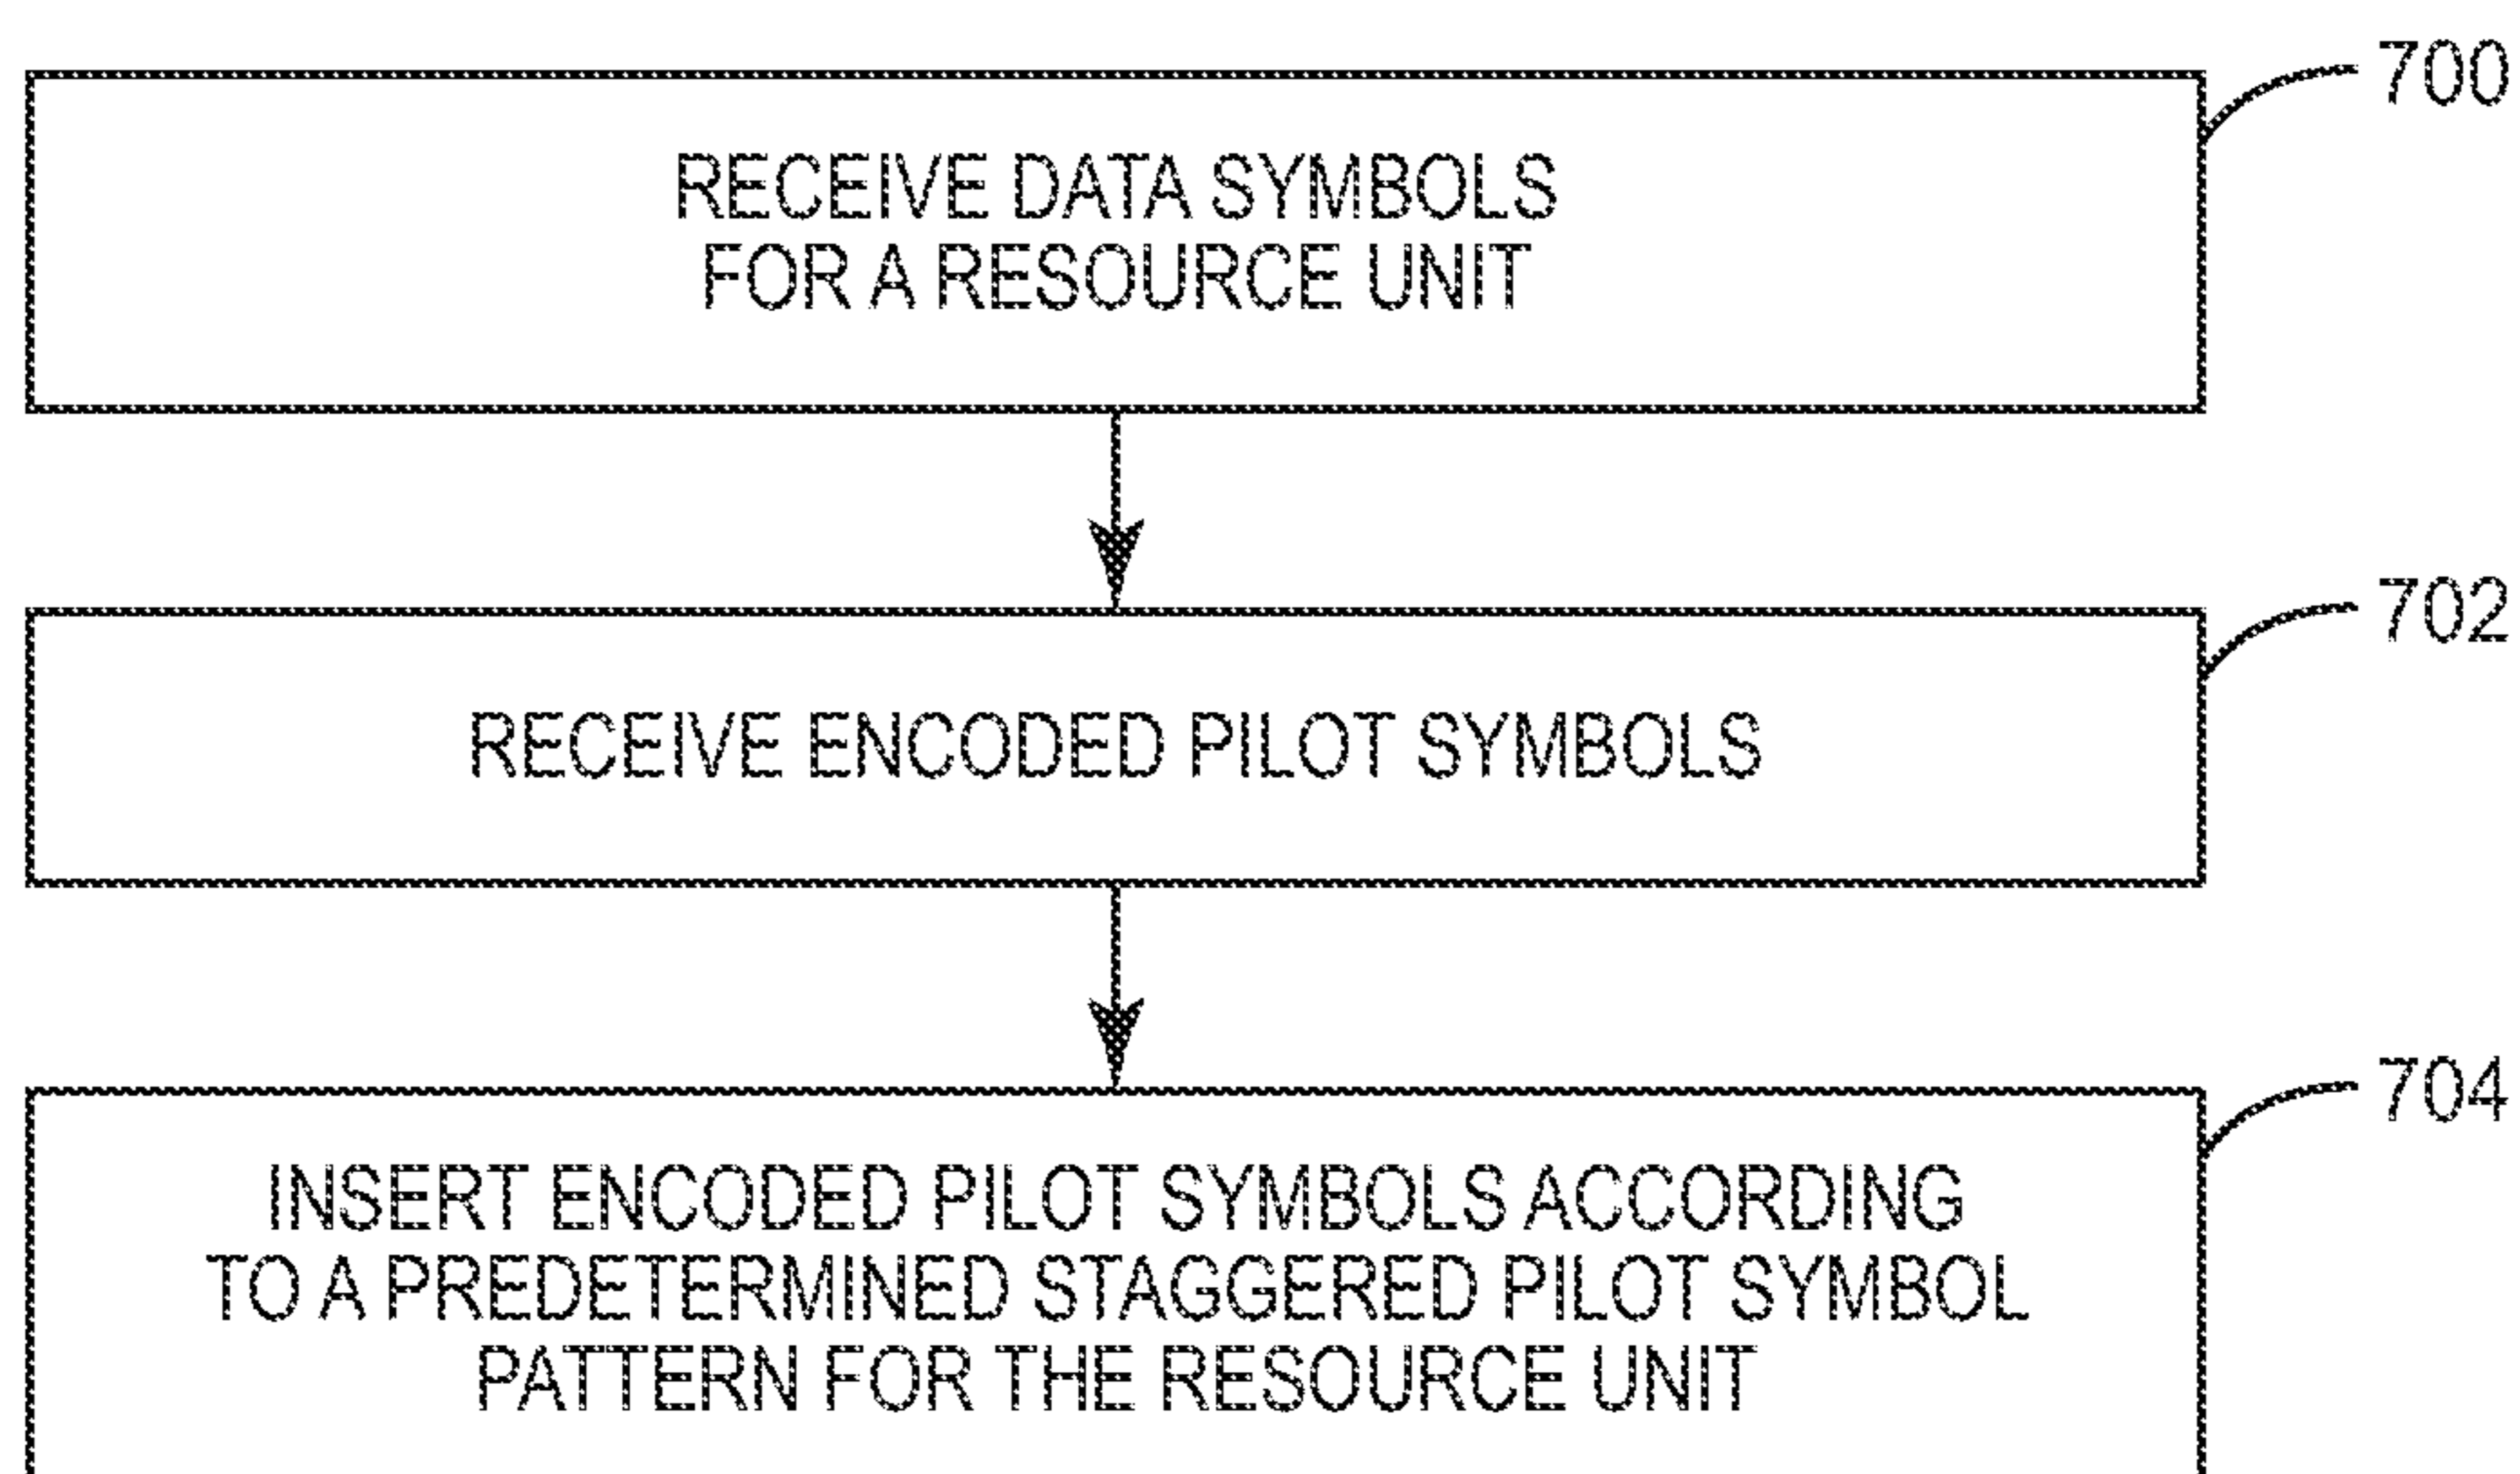 700
RECEIVE DATA SYMBOLS
FOR A RESOURCE UNIT
702
RECEIVE ENCODED PILOT SYMBOLS
704
INSERT ENCODED PILOT SYMBOLS ACCORDING
TO A PREDETERMINED STAGGERED PILOT SYMBOL
PATTERN FOR THE RESOURCE UNIT